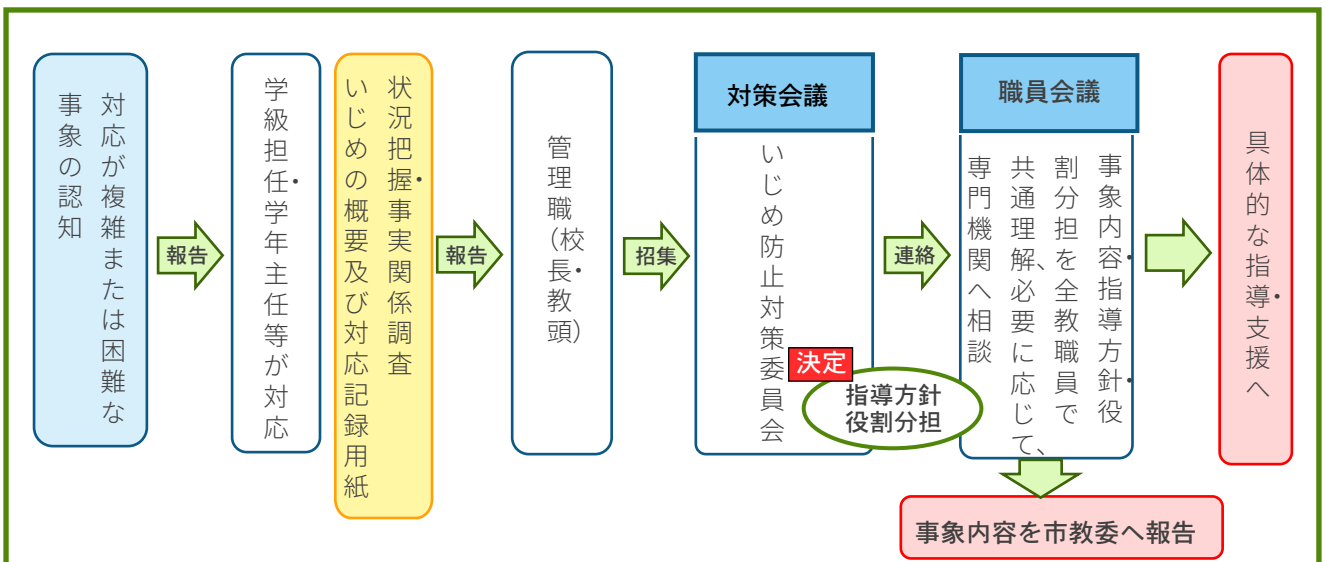 対応が複雑または困難な
事象の認知
報告
学級担任・学年主任等が対応
状況把握・事実関係調査
いじめの概要及び対応記録用紙
報告
管理職（校長・教頭）
招集
対策会議
いじめ防止対策委員会
決定
指導方針
役割分担
連絡
職員会議
事象内容・指導方針・役
割分担を全教職員で
共通理解、必要に応じて、
専門機関へ相談
具体的な指導・支援へ
事象内容を市教委へ報告